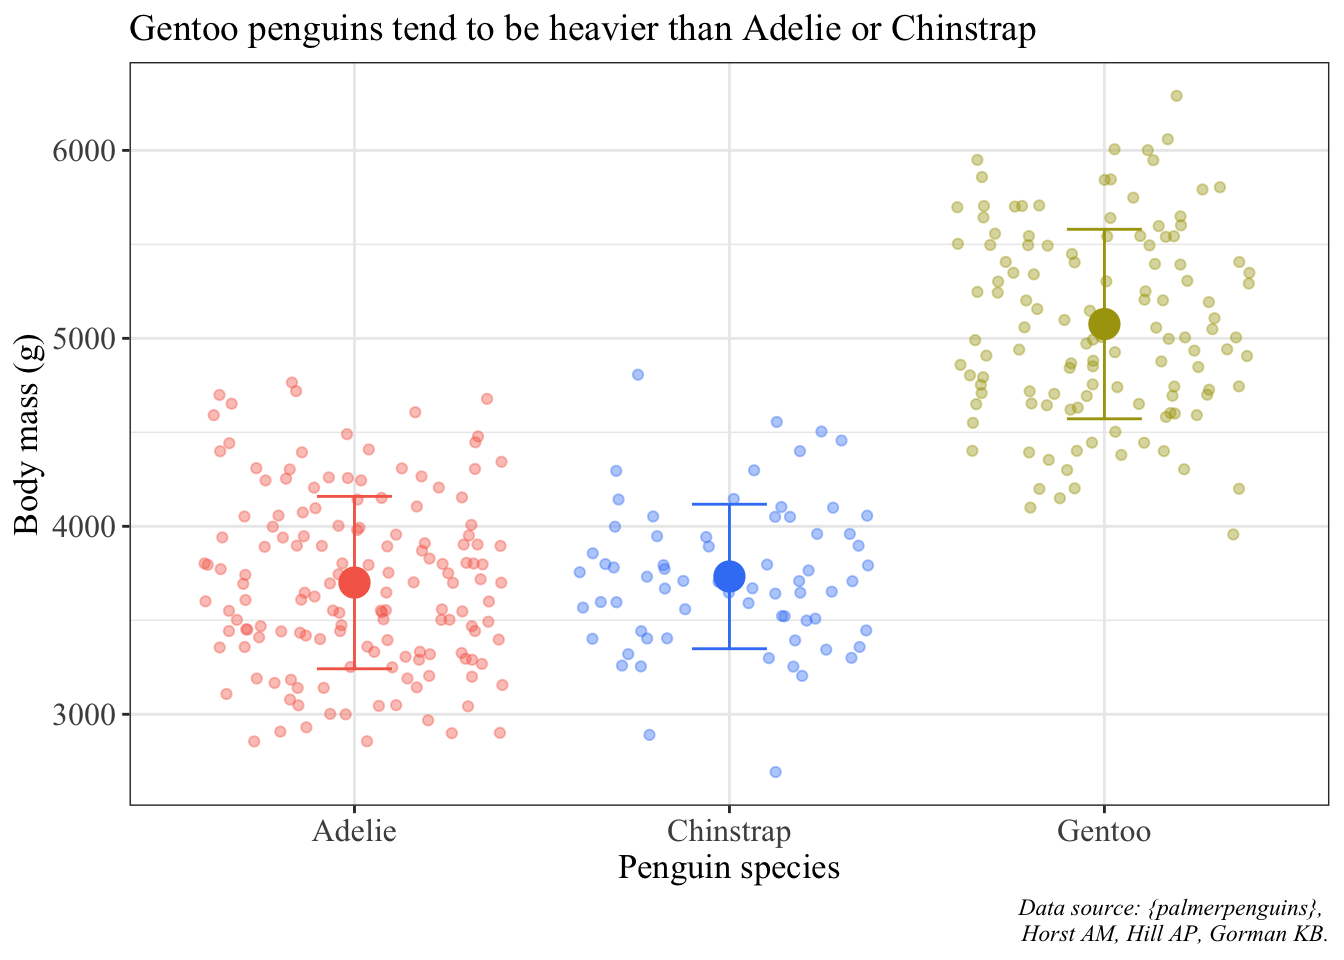 Gentoo penguins tend to be heavier than Adelie or Chinstrap
6000
5000
4000
3000
Body mass (g)
Adelie
Chinstrap
Gentoo
Penguin species
Data source: {palmerpenguins},
Horst AM, Hill AP, Gorman KB.